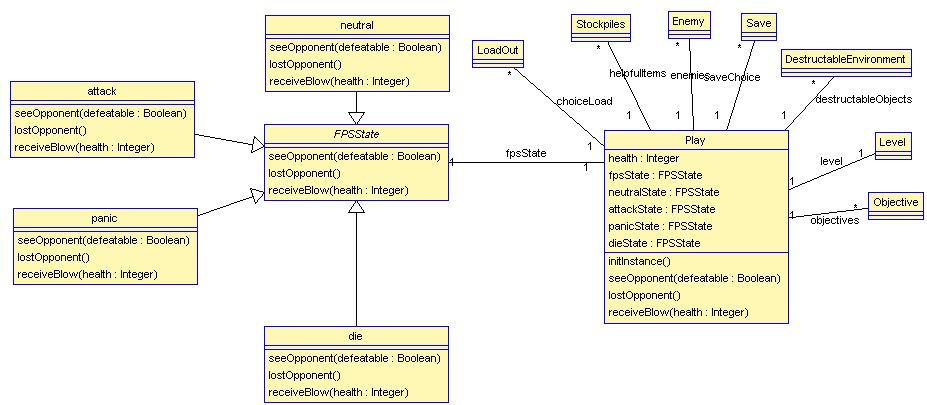 neutral
seeOpponent(defeatable : Boolean)
lostOpponent()
receiveBlow(health : Integer)
attack
seeOpponent(defeatable : Boolean)
lostOpponent()
receiveBlow(health : Integer)
FPSState
seeOpponent(defeatable : Boolean)
lostOpponent()
receiveBlow(health : Integer)
panic
seeOpponent(defeatable : Boolean)
lostOpponent()
receiveBlow(health : Integer)
die
seeOpponent(defeatable : Boolean)
lostOpponent()
receiveBlow(health : Integer)
1
fpsState
1
LoadOut
*
choiceLoad
1
Stockpiles
*
helpfulItems
1
Enemy
*
enemies
1
Save
*
saveChoice
1
DestructableEnvironment
*
destructableObjects
1
Level
1
level
1
Objective
*
objectives
1
Play
health : Integer
fpsState : FPSState
neutralState : FPSState
attackState : FPSState
panicState : FPSState
dieState : FPSState
initInstance()
seeOpponent(defeatable : Boolean)
lostOpponent()
receiveBlow(health : Integer)